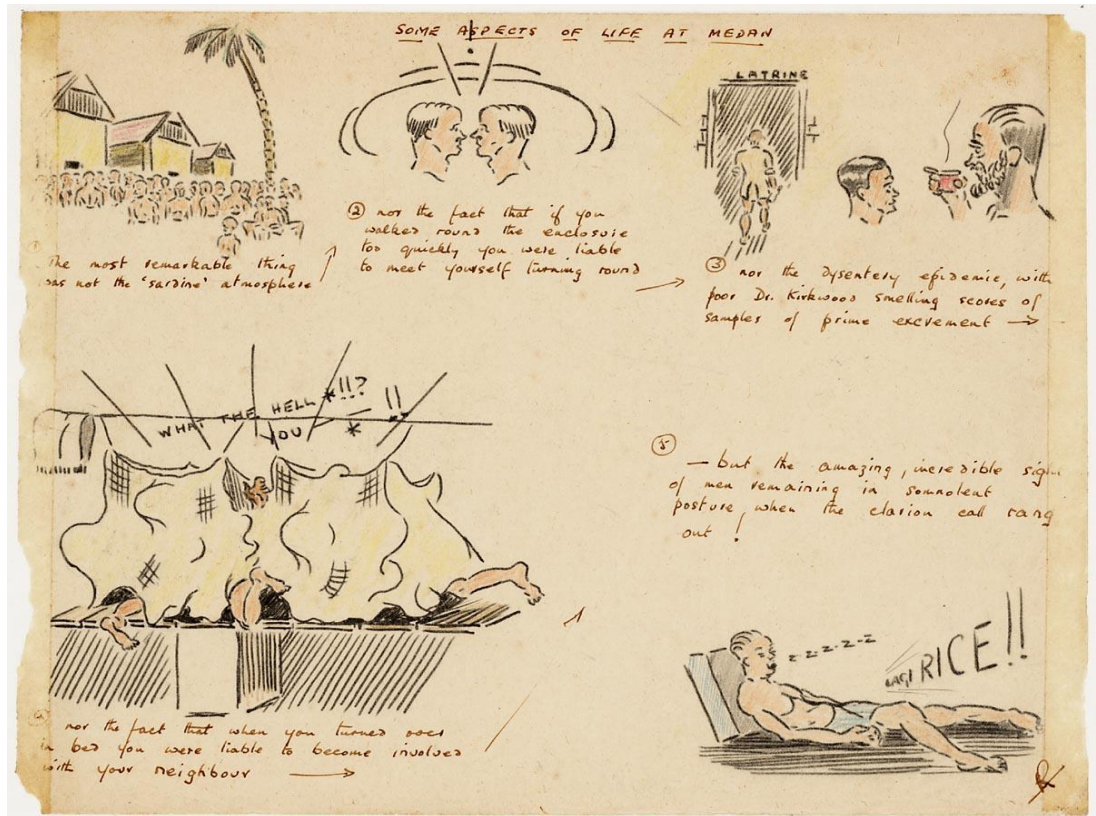 SOME ASPECTS OF LIFE AT MEDAN
The most remarkable thing
was not the 'sardine' atmosphere
② nor the fact that if you
walked round the enclosure
too quickly you were liable
to meet yourself turning round
LATRINE
③ nor the dysentery epidemic, with
poor Dr. Kirkwood smelling scores of
samples of prime excrement
WHAT THE HELL *!!?
YOU — * !!
nor the fact that when you turned over
in bed you were liable to become involved
with your neighbour
⑤
— but the amazing, incredible sight
of men remaining in somnolent
posture, when the clarion call rang
out!
z-z-z-z-z
LAGI RICE!!